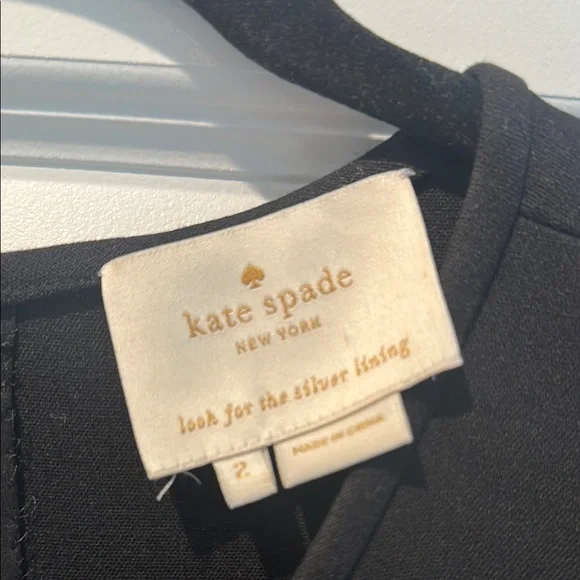 kate spade
NEW YORK
look for the silver lining
2
MADE IN CHINA